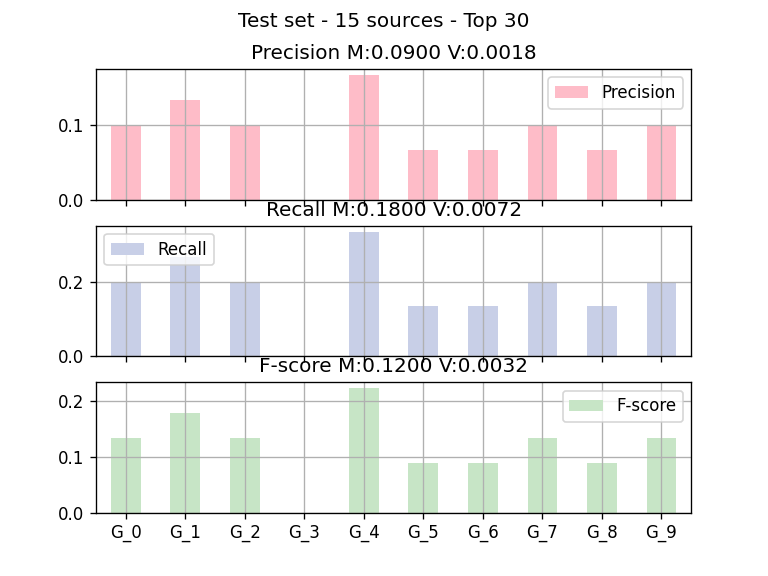 Test set - 15 sources - Top 30
Precision M:0.0900 V:0.0018
Precision
0.1
0.0
Recall M:0.1800 V:0.0072
Recall
0.2
0.0
F-score M:0.1200 V:0.0032
F-score
0.2
0.1
0.0
G_0 G_1 G_2 G_3 G_4 G_5 G_6 G_7 G_8 G_9